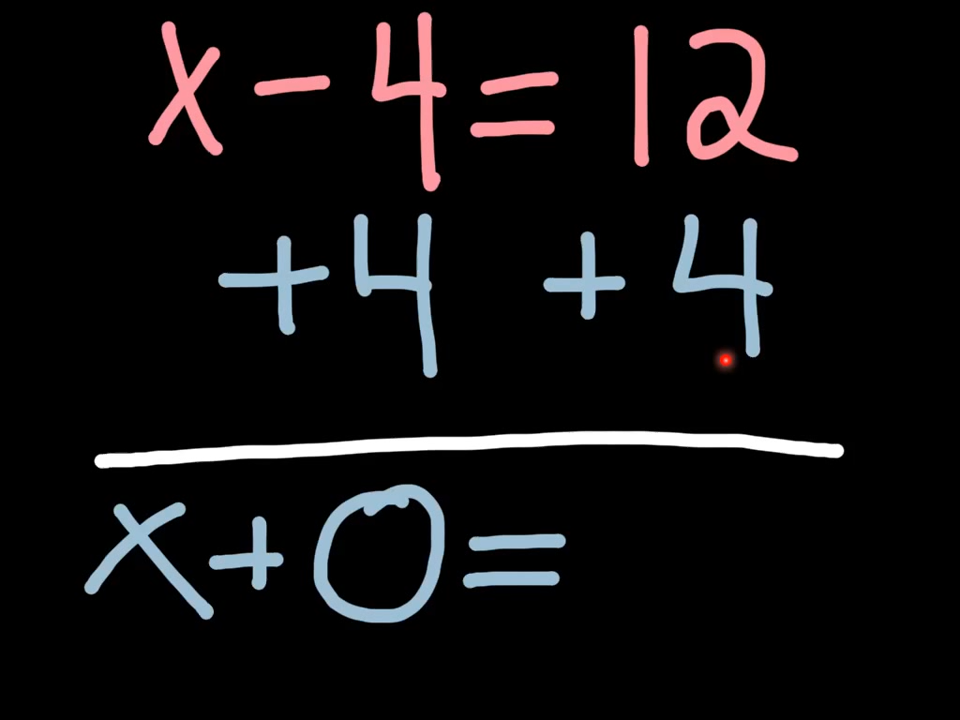 x - 4 = 12
+4 +4
x + 0 =